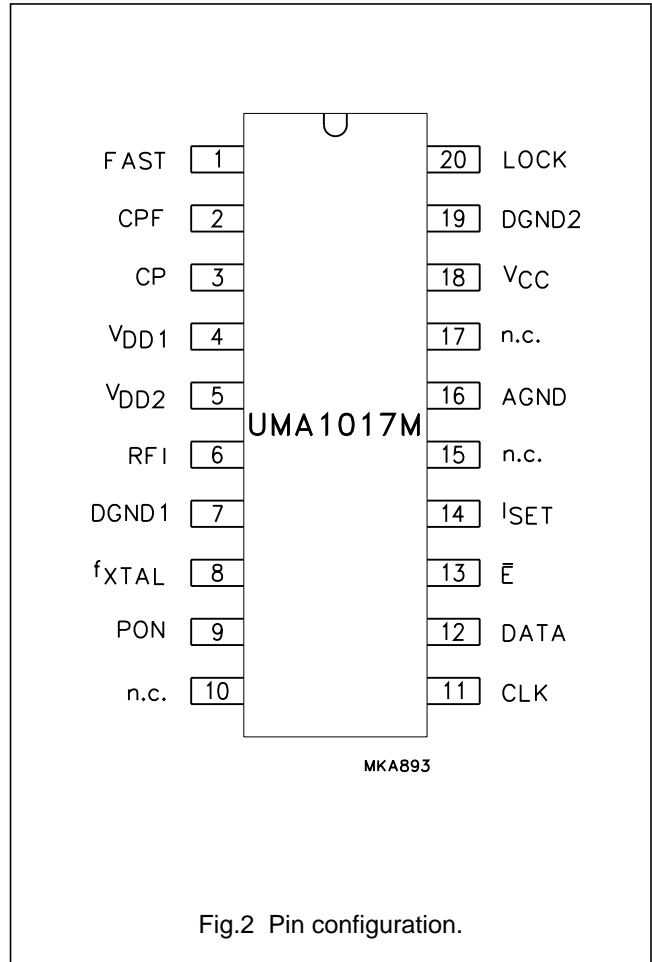 FAST 1 20 LOCK
CPF 2 19 DGND2
CP 3 18 VCC
VDD1 4 17 n.c.
VDD2 5 16 AGND
UMA1017M
RFI 6 15 n.c.
DGND1 7 14 ISET
fXTAL 8 13 E̅
PON 9 12 DATA
n.c. 10 11 CLK
MKA893
Fig.2 Pin configuration.